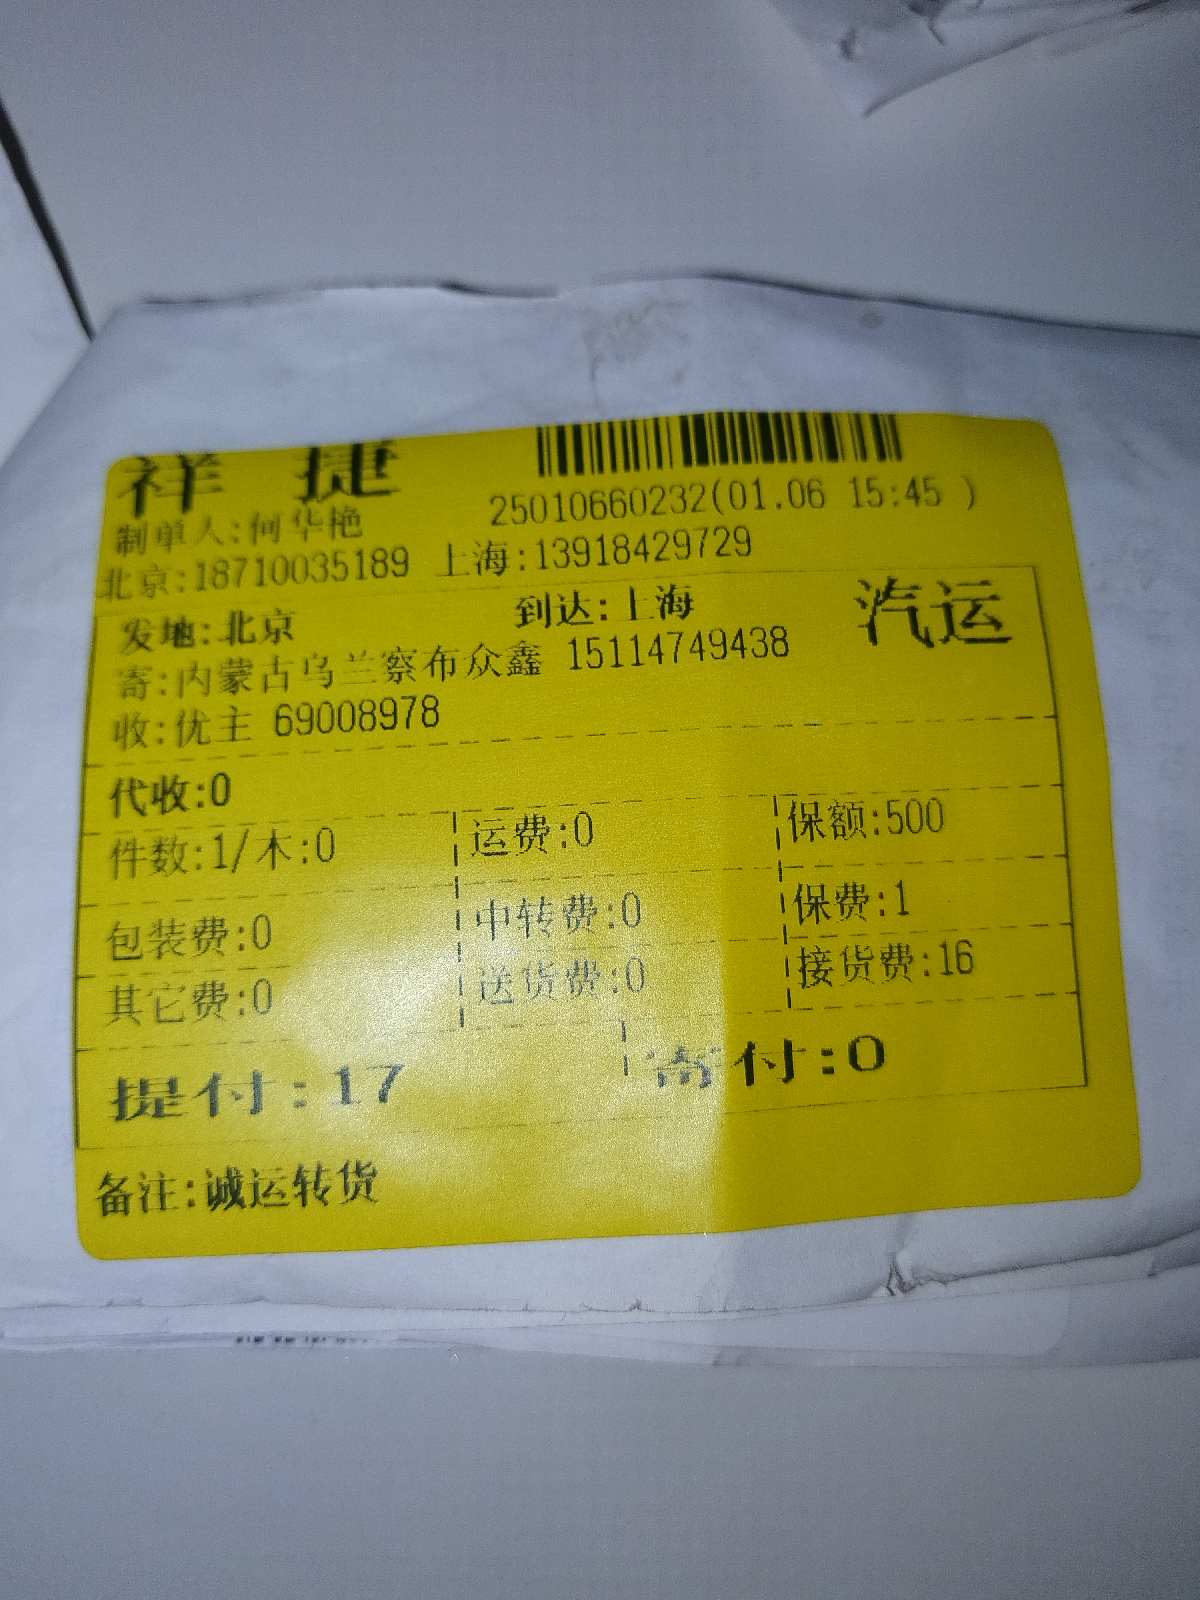 祥 捷
25010660232(01.06 15:45 )
制单人:何华艳
北京:18710035189 上海:13918429729
发地:北京 到达:上海 汽运
寄:内蒙古乌兰察布众鑫 15114749438
收:优主 69008978
代收:0
件数:1/木:0 运费:0 保额:500
包装费:0 中转费:0 保费:1
其它费:0 送货费:0 接货费:16
提付:17 寄付:0
备注:诚运转货